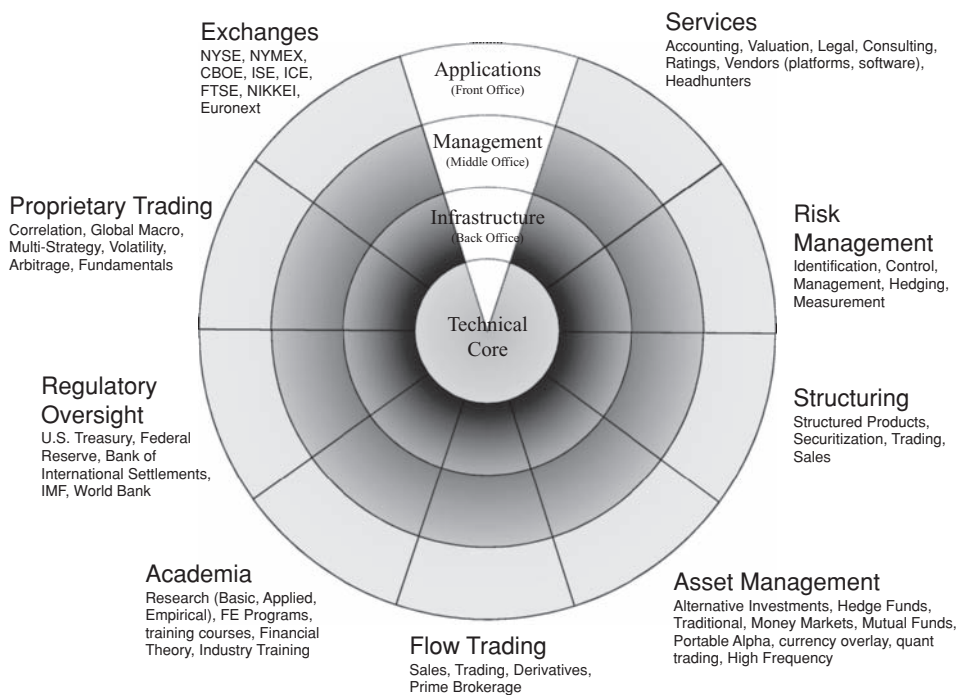 Exchanges
NYSE, NYMEX,
CBOE, ISE, ICE,
FTSE, NIKKEI,
Euronext
Services
Accounting, Valuation, Legal, Consulting,
Ratings, Vendors (platforms, software),
Headhunters
Applications
(Front Office)
Management
(Middle Office)
Infrastructure
(Back Office)
Technical
Core
Proprietary Trading
Correlation, Global Macro,
Multi-Strategy, Volatility,
Arbitrage, Fundamentals
Risk
Management
Identification, Control,
Management, Hedging,
Measurement
Regulatory
Oversight
U.S. Treasury, Federal
Reserve, Bank of
International Settlements,
IMF, World Bank
Structuring
Structured Products,
Securitization, Trading,
Sales
Academia
Research (Basic, Applied,
Empirical), FE Programs,
training courses, Financial
Theory, Industry Training
Flow Trading
Sales, Trading, Derivatives,
Prime Brokerage
Asset Management
Alternative Investments, Hedge Funds,
Traditional, Money Markets, Mutual Funds,
Portable Alpha, currency overlay, quant
trading, High Frequency